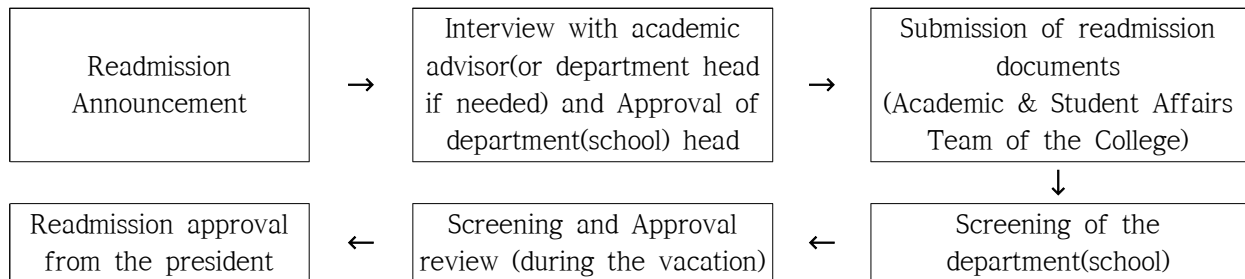 Readmission
Announcement
→
Interview with academic
advisor(or department head
if needed) and Approval of
department(school) head
→
Submission of readmission
documents
(Academic & Student Affairs
Team of the College)
↓
Screening of the
department(school)
←
Screening and Approval
review (during the vacation)
←
Readmission approval
from the president